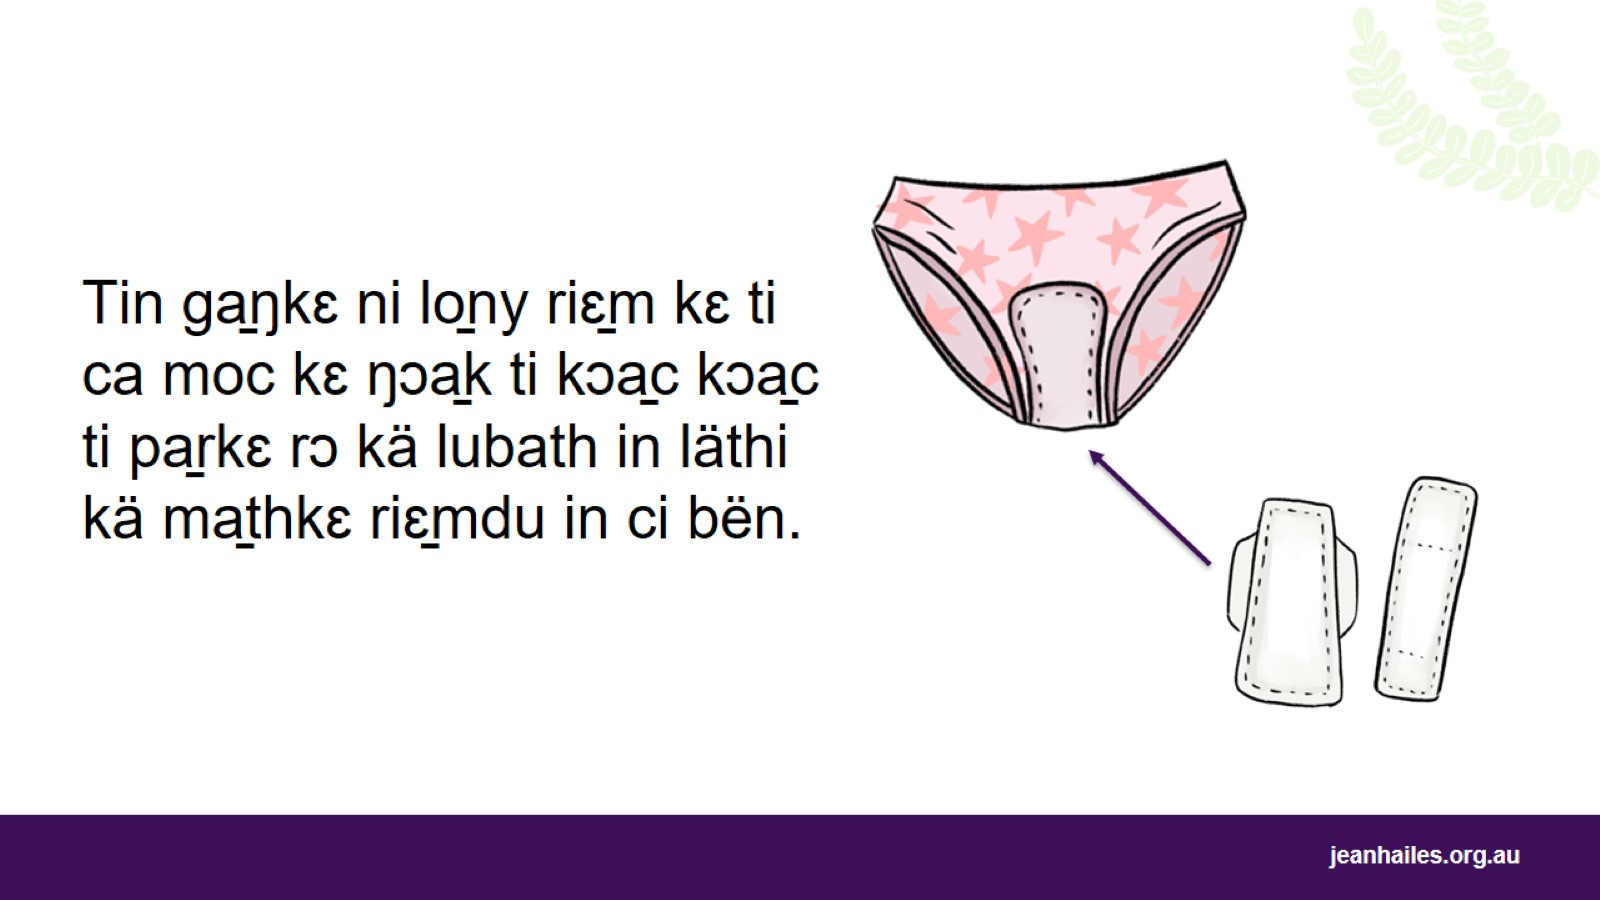 Tin ga̱ŋkɛ ni lo̱ny riɛ̱m kɛ ti
ca moc kɛ ŋɔa̱k ti kɔa̱c kɔa̱c
ti pa̱rkɛ rɔ kä lubath in läthi
kä ma̱thkɛ riɛ̱mdu in ci bën.
jeanhailes.org.au